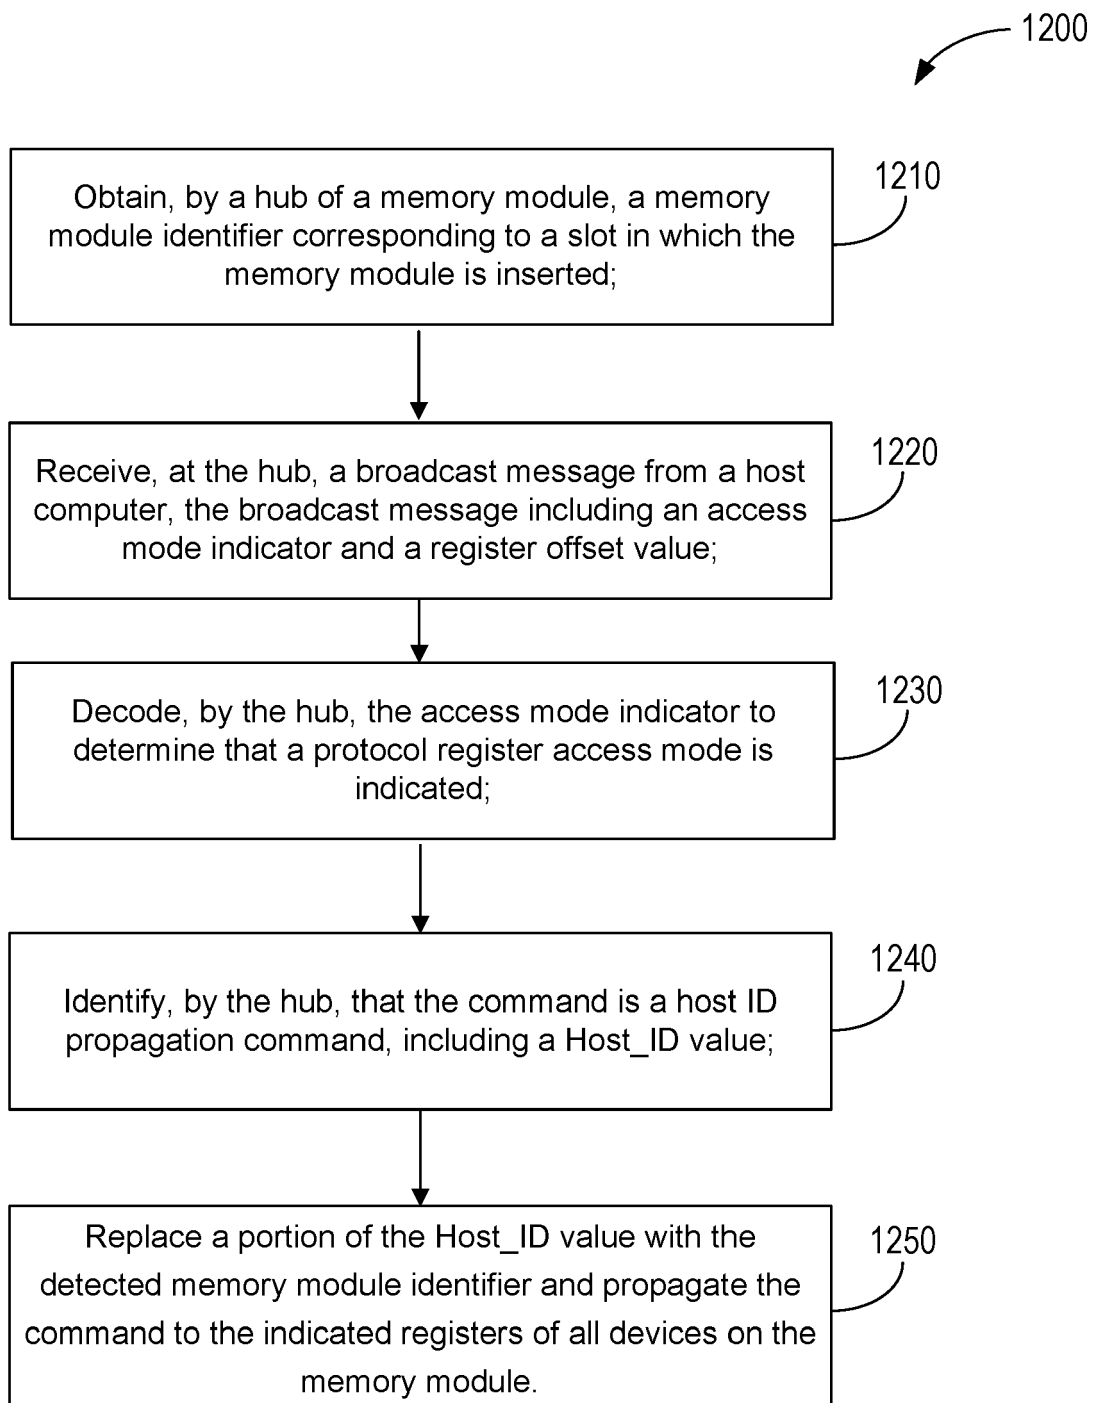 1200
Obtain, by a hub of a memory module, a memory
module identifier corresponding to a slot in which the
memory module is inserted;
1210
Receive, at the hub, a broadcast message from a host
computer, the broadcast message including an access
mode indicator and a register offset value;
1220
Decode, by the hub, the access mode indicator to
determine that a protocol register access mode is
indicated;
1230
Identify, by the hub, that the command is a host ID
propagation command, including a Host_ID value;
1240
Replace a portion of the Host_ID value with the
detected memory module identifier and propagate the
command to the indicated registers of all devices on the
memory module.
1250